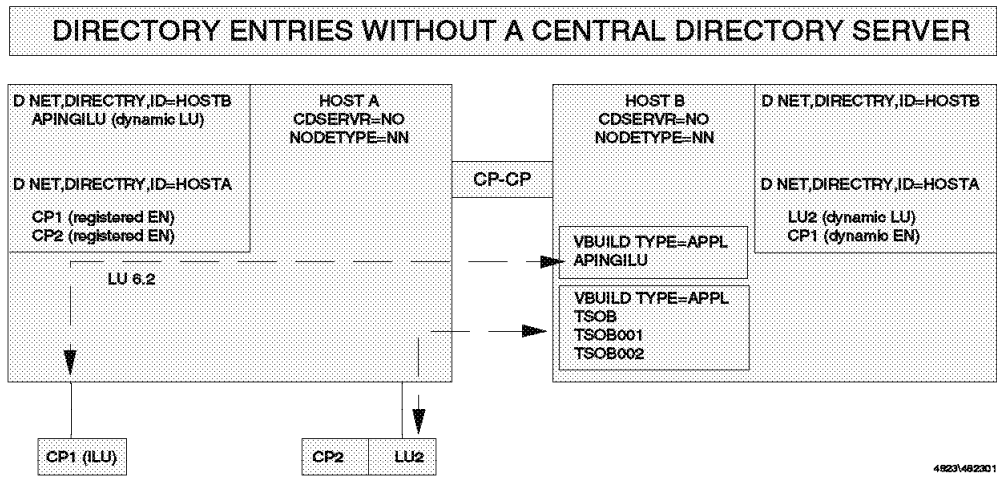 DIRECTORY ENTRIES WITHOUT A CENTRAL DIRECTORY SERVER
D NET,DIRECTRY,ID=HOSTB
APINGILU (dynamic LU)
D NET,DIRECTRY,ID=HOSTA
CP1 (registered EN)
CP2 (registered EN)
HOST A
CDSERVR=NO
NODETYPE=NN
LU 6.2
CP-CP
HOST B
CDSERVR=NO
NODETYPE=NN
D NET,DIRECTRY,ID=HOSTB
D NET,DIRECTRY,ID=HOSTA
LU2 (dynamic LU)
CP1 (dynamic EN)
VBUILD TYPE=APPL
APINGILU
VBUILD TYPE=APPL
TSOB
TSOB001
TSOB002
CP1 (ILU)
CP2
LU2
4823\482301